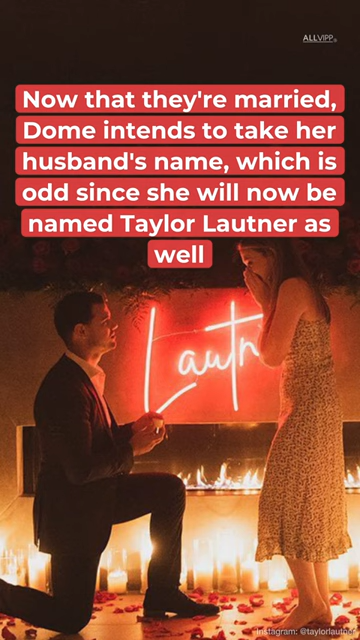 ALLVIPP
Now that they're married,
Dome intends to take her
husband's name, which is
odd since she will now be
named Taylor Lautner as
well
Lautn
Instagram: @taylorlautner